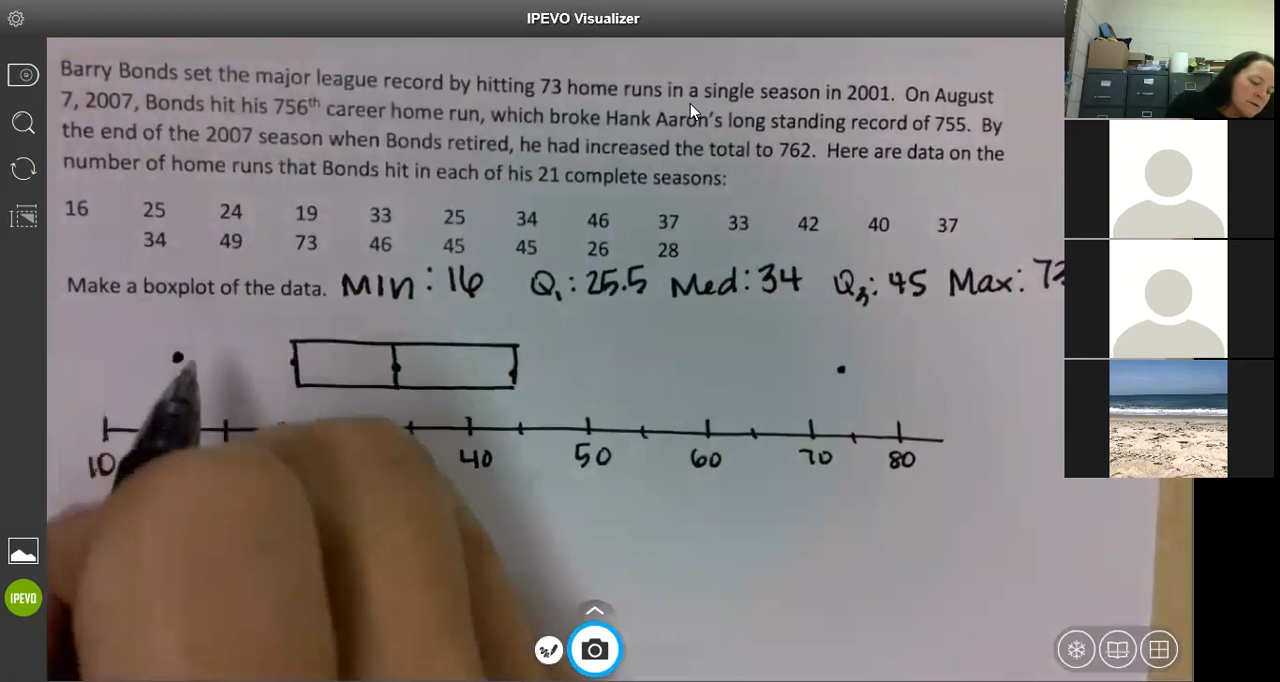 IPEVO Visualizer
Barry Bonds set the major league record by hitting 73 home runs in a single season in 2001. On August
7, 2007, Bonds hit his 756th career home run, which broke Hank Aaron's long standing record of 755. By
the end of the 2007 season when Bonds retired, he had increased the total to 762. Here are data on the
number of home runs that Bonds hit in each of his 21 complete seasons:
16 25 24 19 33 25 34 46 37 33 42 40 37
34 49 73 46 45 45 26 28
Make a boxplot of the data. Min: 16 Q1: 25.5 Med: 34 Q3: 45 Max: 73
10 40 50 60 70 80
IPEVO